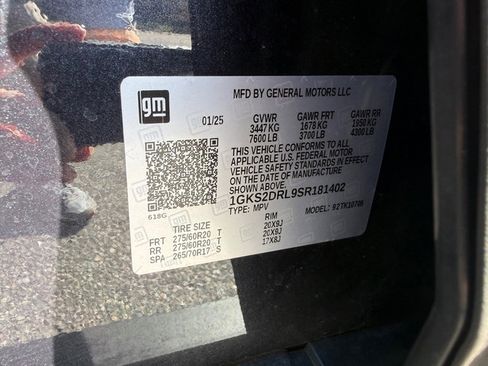 gm
MFD BY GENERAL MOTORS LLC
01/25 GVWR GAWR FRT GAWR RR
3447 KG 1678 KG 1950 KG
7600 LB 3700 LB 4300 LB
THIS VEHICLE CONFORMS TO ALL
APPLICABLE U.S. FEDERAL MOTOR
VEHICLE SAFETY STANDARDS IN EFFECT
ON THE DATE OF MANUFACTURE
1GKS2DRL9SR181402
TYPE: MPV MODEL:
618G
TIRE SIZE RIM
FRT 275/60R20 T 20X9J
RR 275/60R20 T 20X9J
SPA 265/70R17 S 17X8J